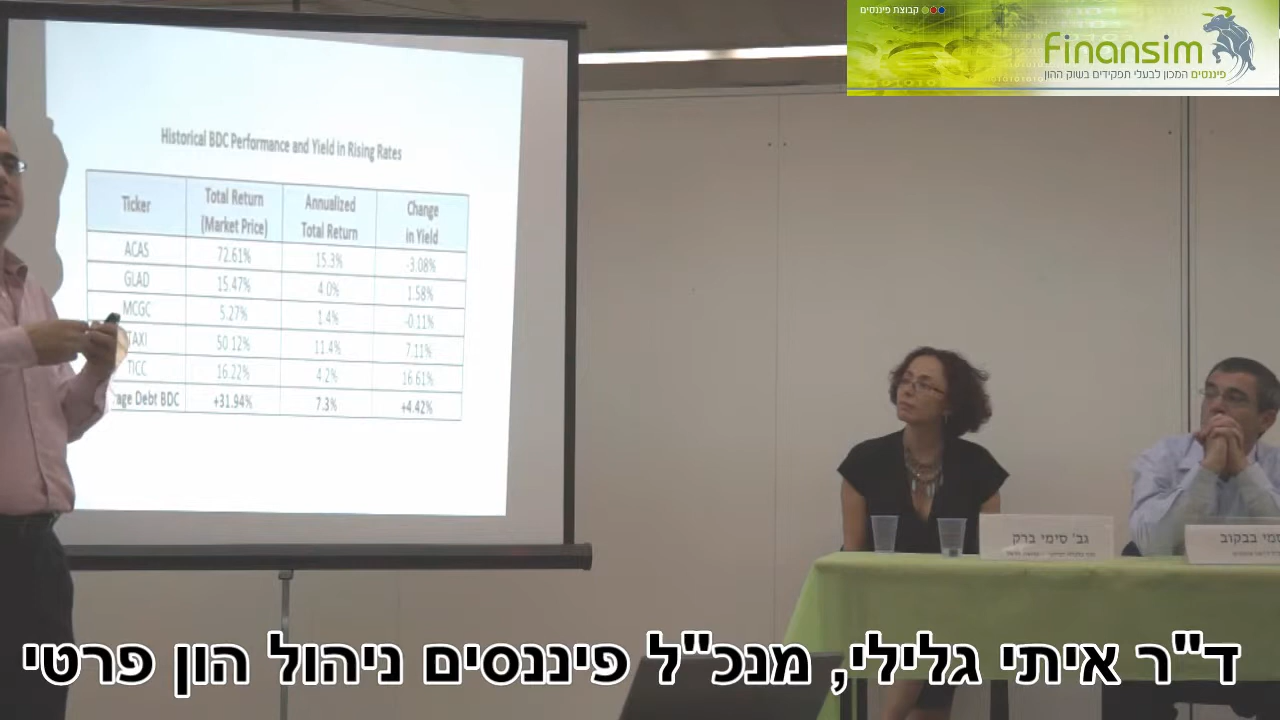 קבוצת פיננסים
Finansim
פיננסים המכון לבעלי תפקידים בשוק ההון
Historical BDC Performance and Yield in Rising Rates
Ticker Total Return (Market Price) Annualized Total Return Change in Yield
ACAS 72.61% 15.3% -3.08%
GLAD 15.47% 4.0% 1.58%
MCGC 5.27% 1.4% -0.11%
TAXI 50.12% 11.4% 7.11%
TICC 16.22% 4.2% 16.61%
age Debt BDC +31.94% 7.3% +4.42%
גב' סימי ברק
סמי בבקוב
ד"ר איתי גלילי, מנכ"ל פיננסים ניהול הון פרטי